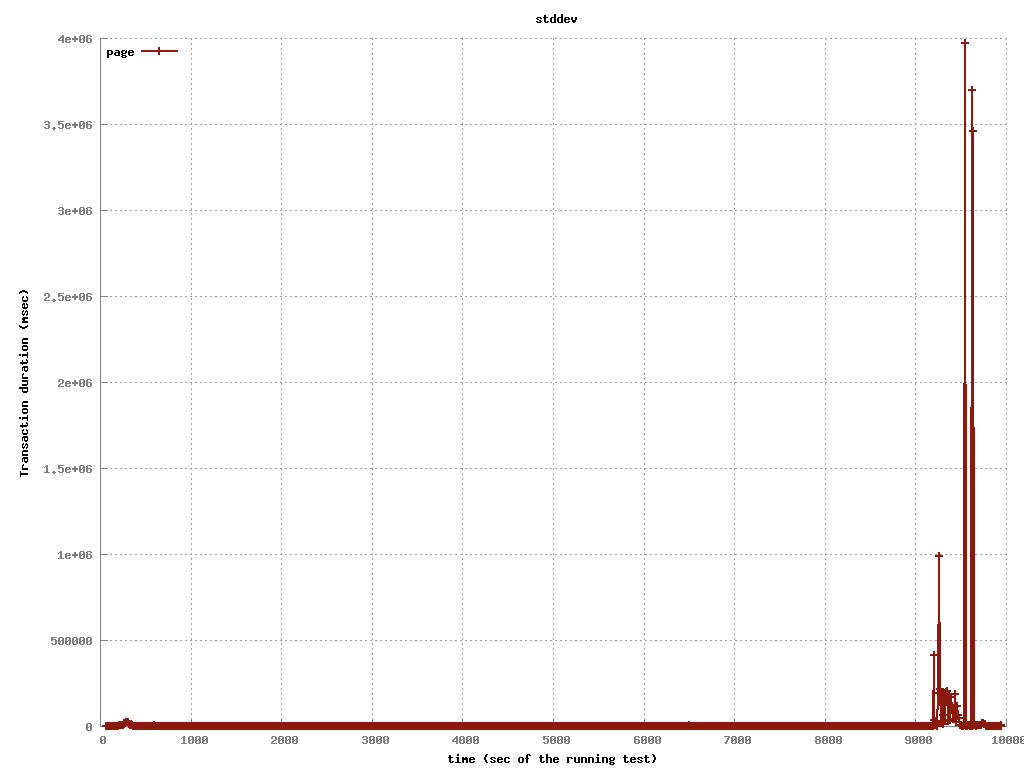 stddev
4e+06
page
3.5e+06
3e+06
2.5e+06
2e+06
1.5e+06
1e+06
500000
0
Transaction duration (msec)
0 1000 2000 3000 4000 5000 6000 7000 8000 9000 10000
time (sec of the running test)